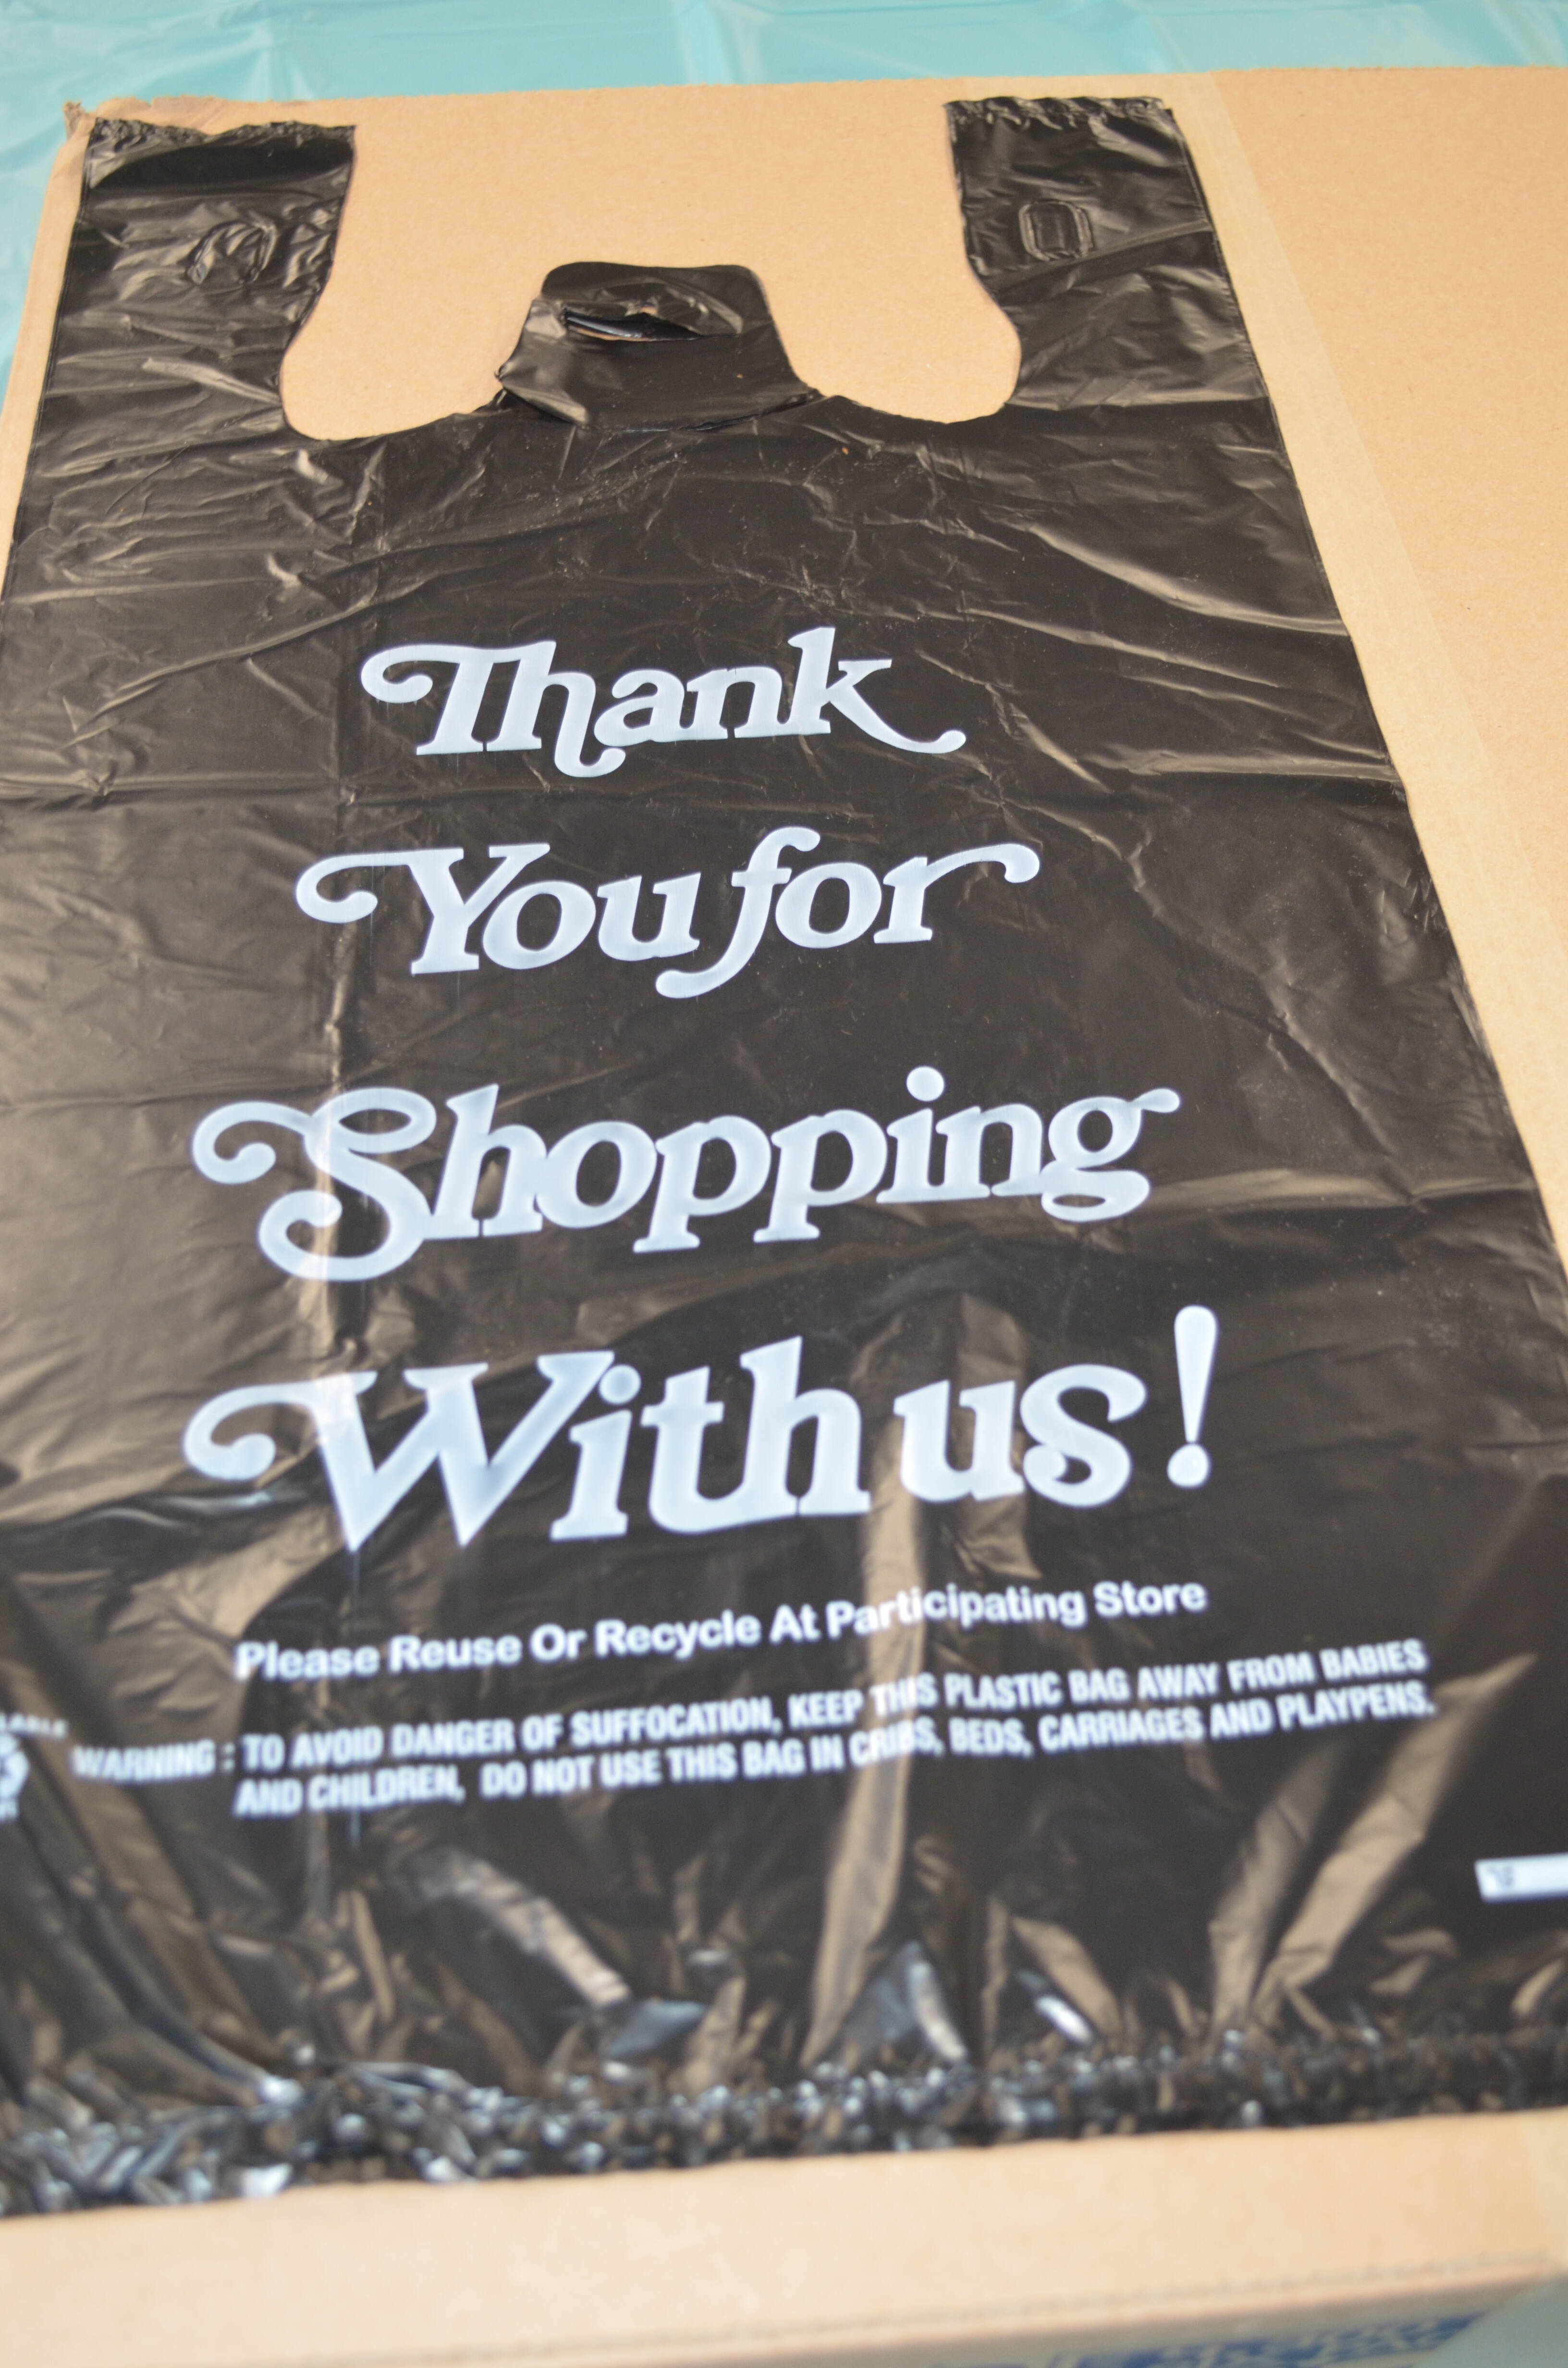 Thank
You for
Shopping
With us!
Please Reuse Or Recycle At Participating Store
WARNING : TO AVOID DANGER OF SUFFOCATION, KEEP THIS PLASTIC BAG AWAY FROM BABIES
AND CHILDREN, DO NOT USE THIS BAG IN CRIBS, BEDS, CARRIAGES AND PLAYPENS.